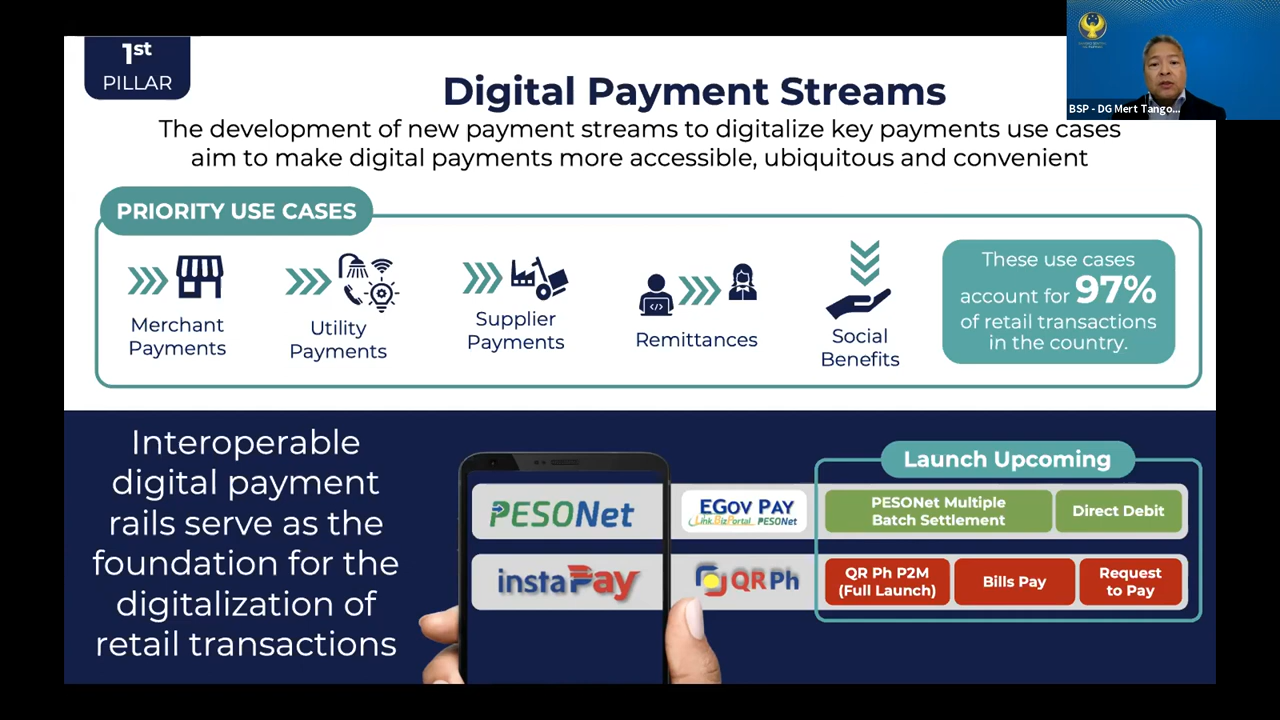 1st
PILLAR
BSP - DG Mert Tango...
Digital Payment Streams
The development of new payment streams to digitalize key payments use cases
aim to make digital payments more accessible, ubiquitous and convenient
PRIORITY USE CASES
Merchant
Payments
Utility
Payments
Supplier
Payments
Remittances
Social
Benefits
These use cases
account for 97%
of retail transactions
in the country.
Interoperable
digital payment
rails serve as the
foundation for the
digitalization of
retail transactions
Launch Upcoming
PESONet
EGov PAY
Link.BizPortal PESONet
PESONet Multiple
Batch Settlement
Direct Debit
instaPay
QR Ph
QR Ph P2M
(Full Launch)
Bills Pay
Request
to Pay